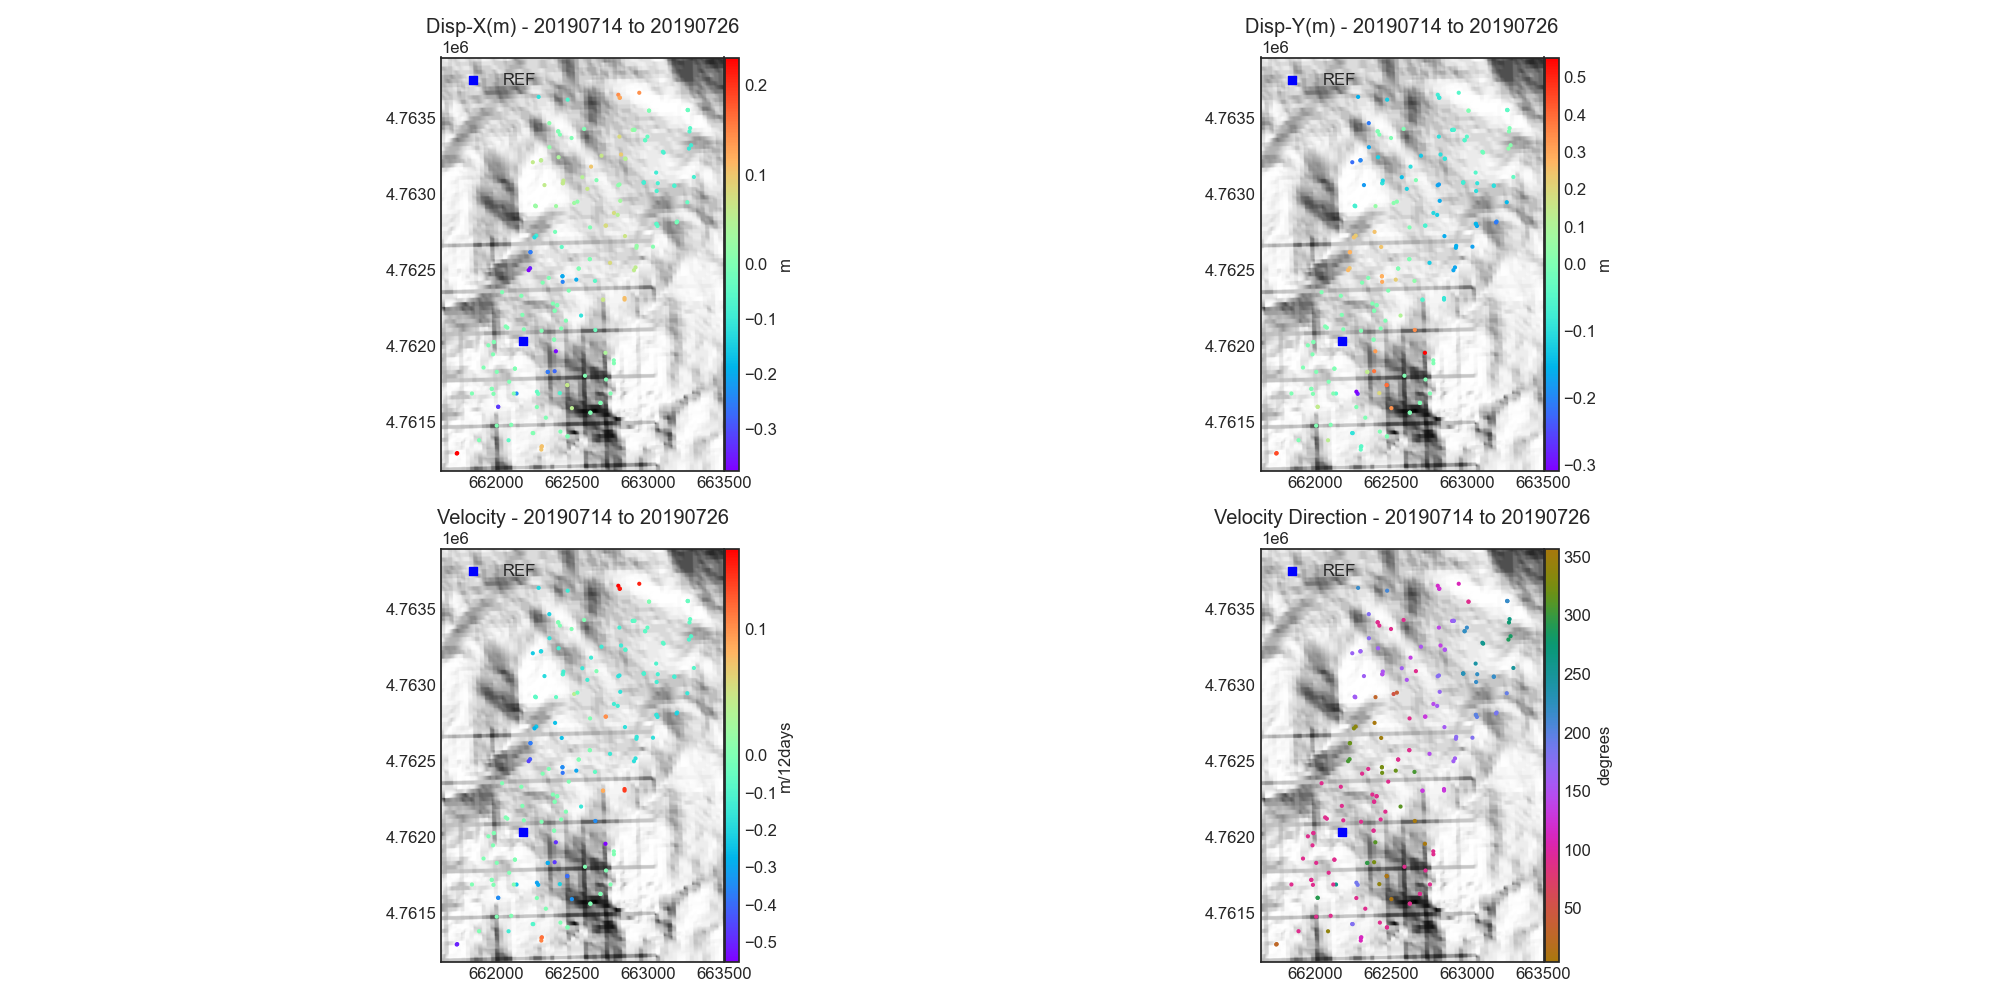 Disp-X(m) - 20190714 to 20190726
1e6
REF
4.7635
4.7630
4.7625
4.7620
4.7615
662000 662500 663000 663500
0.2
0.1
0.0
−0.1
−0.2
−0.3
m
Disp-Y(m) - 20190714 to 20190726
1e6
REF
4.7635
4.7630
4.7625
4.7620
4.7615
662000 662500 663000 663500
0.5
0.4
0.3
0.2
0.1
0.0
−0.1
−0.2
−0.3
m
Velocity - 20190714 to 20190726
1e6
REF
4.7635
4.7630
4.7625
4.7620
4.7615
662000 662500 663000 663500
0.1
0.0
−0.1
−0.2
−0.3
−0.4
−0.5
m/12days
Velocity Direction - 20190714 to 20190726
1e6
REF
4.7635
4.7630
4.7625
4.7620
4.7615
662000 662500 663000 663500
350
300
250
200
150
100
50
degrees